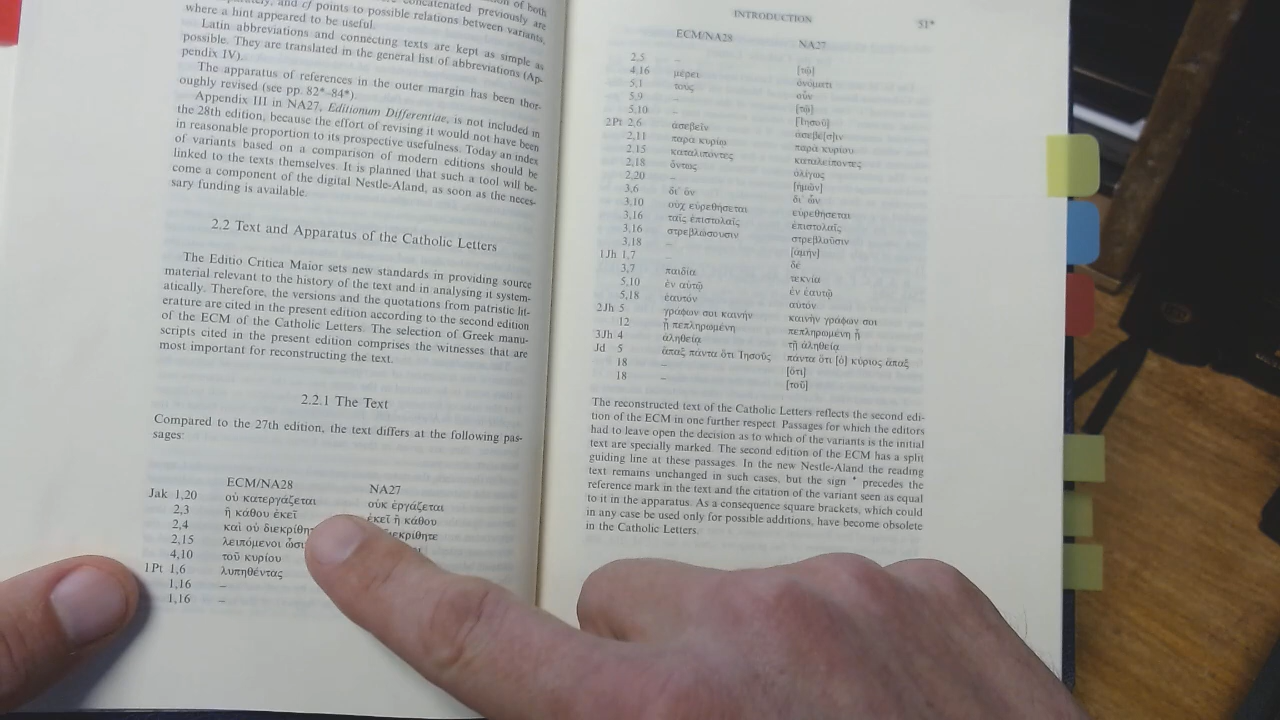 concatenated previously are
and cf points to possible relations between variants,
where a hint appeared to be useful.
Latin abbreviations and connecting texts are kept as simple as
possible. They are translated in the general list of abbreviations (Ap-
pendix IV).
The apparatus of references in the outer margin has been thor-
oughly revised (see pp. 82*–84*).
Appendix III in NA27, Editionum Differentiae, is not included in
the 28th edition, because the effort of revising it would not have been
in reasonable proportion to its prospective usefulness. Today an index
of variants based on a comparison of modern editions should be
linked to the texts themselves. It is planned that such a tool will be-
come a component of the digital Nestle-Aland, as soon as the neces-
sary funding is available.
2.2 Text and Apparatus of the Catholic Letters
The Editio Critica Maior sets new standards in providing source
material relevant to the history of the text and in analysing it system-
atically. Therefore, the versions and the quotations from patristic lit-
erature are cited in the present edition according to the second edition
of the ECM of the Catholic Letters. The selection of Greek manu-
scripts cited in the present edition comprises the witnesses that are
most important for reconstructing the text.
2.2.1 The Text
Compared to the 27th edition, the text differs at the following pas-
sages:
ECM/NA28 NA27
Jak 1,20 οὐ κατεργάζεται οὐκ ἐργάζεται
2,3 ἢ κάθου ἐκεῖ ἐκεῖ ἢ κάθου
2,4 καὶ οὐ
2,15 λειπόμενοι
4,10 τοῦ κυρίου
1Pt 1,6 λυπηθέντας
1,16 –
1,16 –
INTRODUCTION 51*
ECM/NA28 NA27
2,5 – [τῷ]
4,16 μέρει ὀνόματι
5,1 τοὺς οὖν
5,9 – [τῷ]
5,10 – [Ἰησοῦ]
2Pt 2,6 ἀσεβεῖν ἀσεβέ[σ]ιν
2,11 παρὰ κυρίῳ παρὰ κυρίου
2,15 καταλιπόντες καταλείποντες
2,18 ὄντως ὀλίγως
2,20 – [ἡμῶν]
3,6 δι᾽ ὃν δι᾽ ὧν
3,10 οὐχ εὑρεθήσεται εὑρεθήσεται
3,16 ταῖς ἐπιστολαῖς ἐπιστολαῖς
3,16 στρεβλώσουσιν στρεβλοῦσιν
3,18 – [ἀμήν]
1Jh 1,7 – δέ
3,7 παιδία τεκνία
5,10 ἐν αὐτῷ ἐν ἑαυτῷ
5,18 ἑαυτόν αὐτόν
2Jh 5 γράφων σοι καινήν καινὴν γράφων σοι
12 ᾖ πεπληρωμένη πεπληρωμένη ᾖ
3Jh 4 ἀληθείᾳ τῇ ἀληθείᾳ
Jd 5 ἅπαξ πάντα ὅτι Ἰησοῦς πάντα ὅτι [ὁ] κύριος ἅπαξ
18 – [ὅτι]
18 – [τοῦ]
The reconstructed text of the Catholic Letters reflects the second edi-
tion of the ECM in one further respect. Passages for which the editors
had to leave open the decision as to which of the variants is the initial
text are specially marked. The second edition of the ECM has a split
guiding line at these passages. In the new Nestle-Aland the reading
text remains unchanged in such cases, but the sign ♦ precedes the
reference mark in the text and the citation of the variant seen as equal
to it in the apparatus. As a consequence square brackets, which could
in any case be used only for possible additions, have become obsolete
in the Catholic Letters.